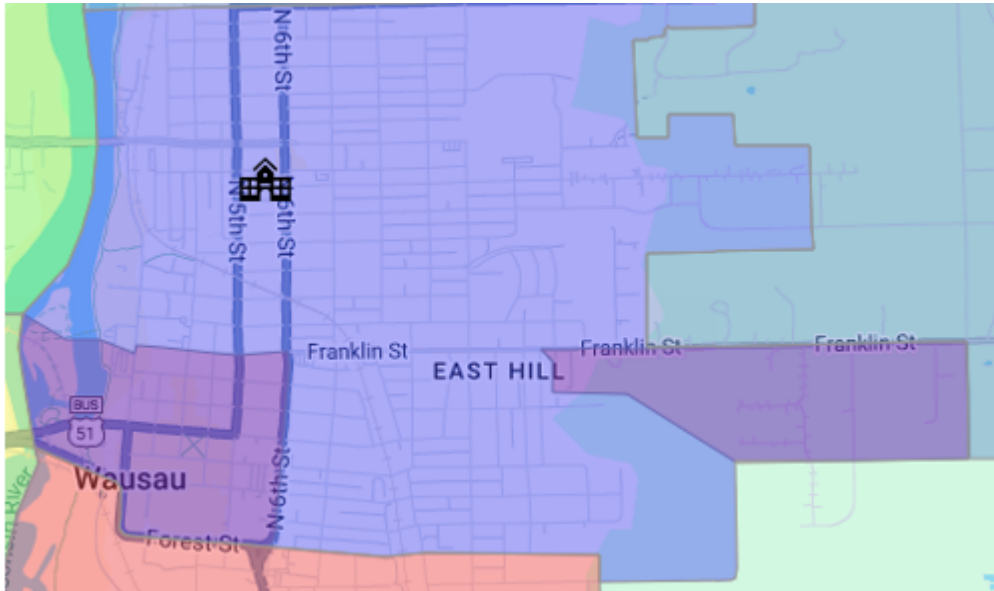 N 6th St
N 5th St
6th St
Franklin St
Franklin St
Franklin St
EAST HILL
BUS
51
Wausau
N 6th St
Forest St
River